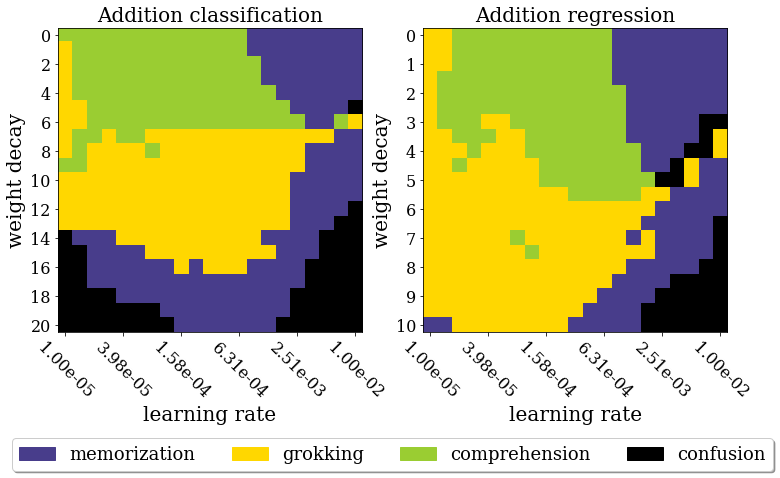 Addition classification
Addition regression
weight decay
0
2
4
6
8
10
12
14
16
18
20
1.00e-05
3.98e-05
1.58e-04
6.31e-04
2.51e-03
1.00e-02
learning rate
weight decay
0
1
2
3
4
5
6
7
8
9
10
1.00e-05
3.98e-05
1.58e-04
6.31e-04
2.51e-03
1.00e-02
learning rate
memorization grokking comprehension confusion